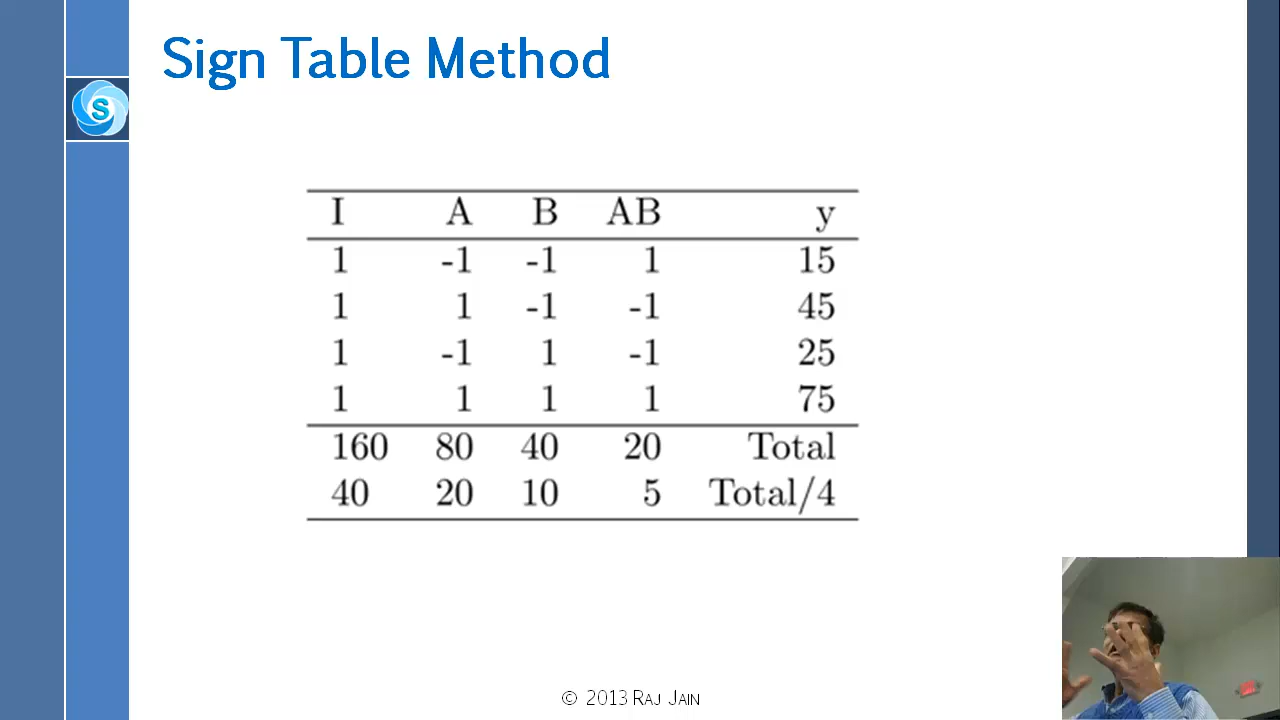 Sign Table Method
S
I A B AB y
1 -1 -1 1 15
1 1 -1 -1 45
1 -1 1 -1 25
1 1 1 1 75
160 80 40 20 Total
40 20 10 5 Total/4
© 2013 RAJ JAIN